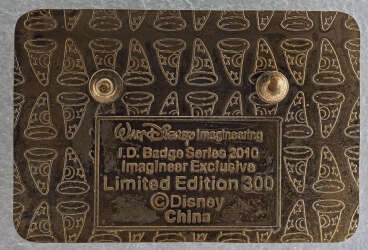 Walt Disney Imagineering
I.D. Badge Series 2010
Imagineer Exclusive
Limited Edition 300
©Disney
China